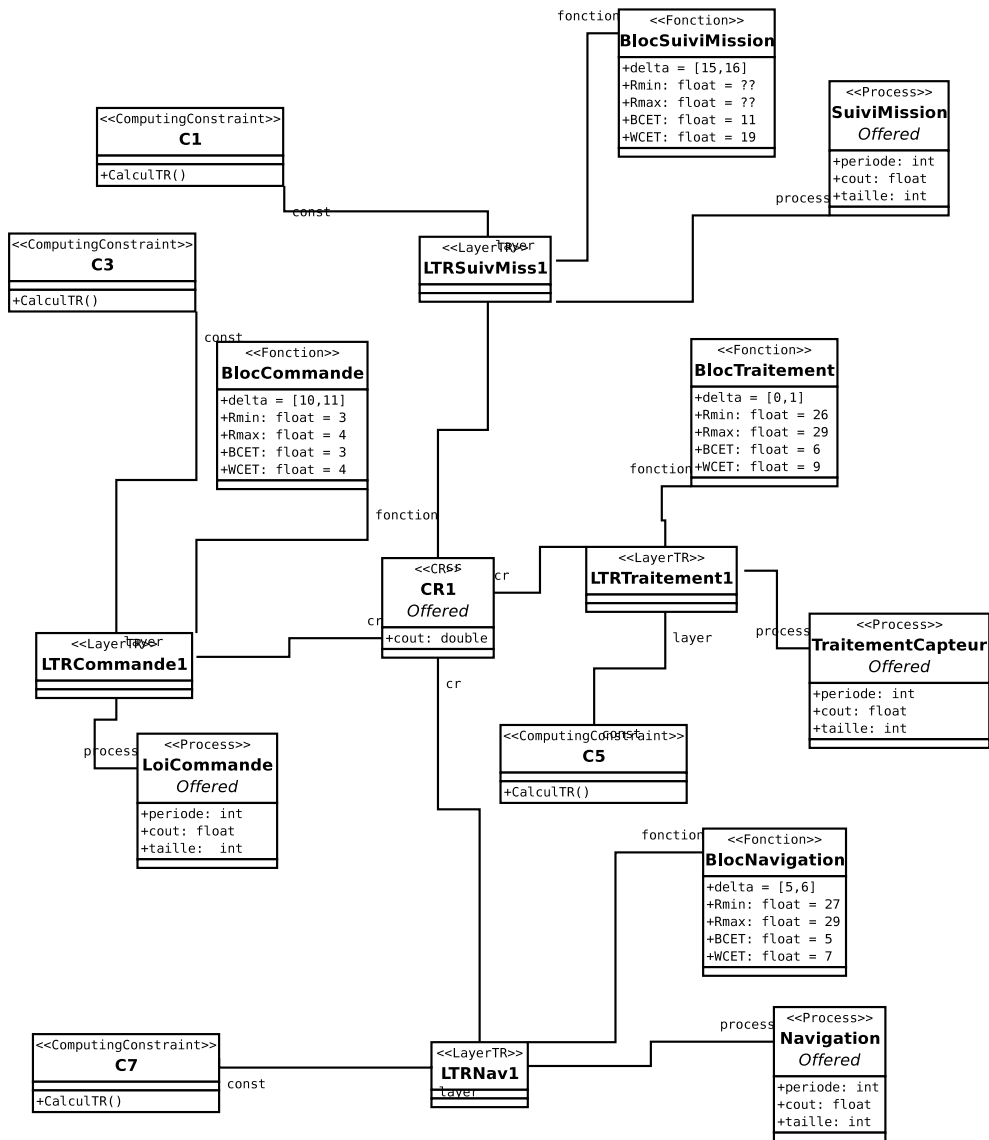 fonction
<<Fonction>>
BlocSuiviMission
+delta = [15,16]
+Rmin: float = ??
+Rmax: float = ??
+BCET: float = 11
+WCET: float = 19
<<Process>>
SuiviMission
Offered
+periode: int
+cout: float
+taille: int
process
<<ComputingConstraint>>
C1
+CalculTR()
const
layer
<<LayerTR>>
LTRSuivMiss1
<<ComputingConstraint>>
C3
+CalculTR()
const
<<Fonction>>
BlocCommande
+delta = [10,11]
+Rmin: float = 3
+Rmax: float = 4
+BCET: float = 3
+WCET: float = 4
fonction
<<Fonction>>
BlocTraitement
+delta = [0,1]
+Rmin: float = 26
+Rmax: float = 29
+BCET: float = 6
+WCET: float = 9
fonction
cr
<<CR>>
CR1
Offered
+cout: double
cr
cr
cr
<<LayerTR>>
LTRTraitement1
layer
process
<<Process>>
TraitementCapteur
Offered
+periode: int
+cout: float
+taille: int
layer
<<LayerTR>>
LTRCommande1
process
<<Process>>
LoiCommande
Offered
+periode: int
+cout: float
+taille:  int
const
<<ComputingConstraint>>
C5
+CalculTR()
fonction
<<Fonction>>
BlocNavigation
+delta = [5,6]
+Rmin: float = 27
+Rmax: float = 29
+BCET: float = 5
+WCET: float = 7
process
<<Process>>
Navigation
Offered
+periode: int
+cout: float
+taille: int
<<ComputingConstraint>>
C7
+CalculTR()
const
<<LayerTR>>
LTRNav1
layer